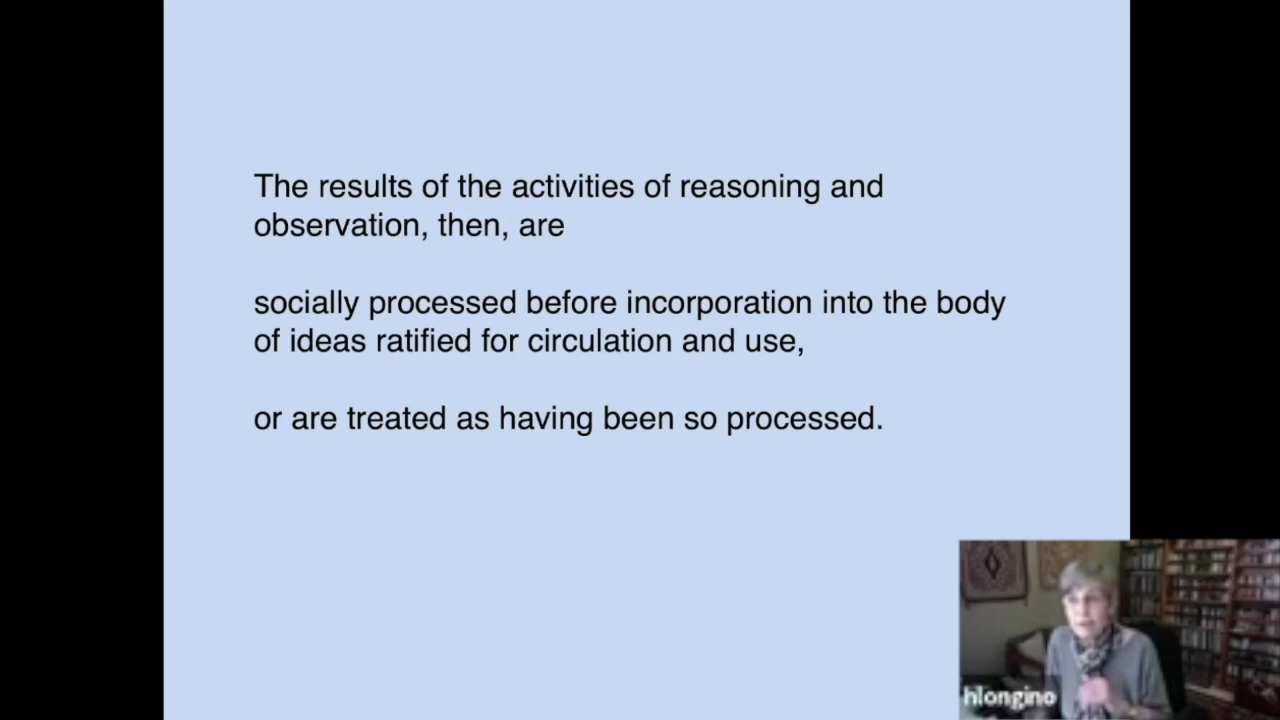 The results of the activities of reasoning and
observation, then, are
socially processed before incorporation into the body
of ideas ratified for circulation and use,
or are treated as having been so processed.
hlongino